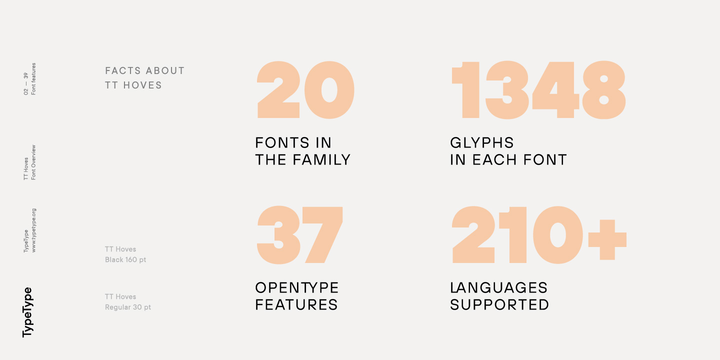 02 — 39
Font features
TT Hoves
Font Overview
TypeType
www.typetype.org
TypeType
FACTS ABOUT
TT HOVES
TT Hoves
Black 160 pt
TT Hoves
Regular 30 pt
20
FONTS IN
THE FAMILY
1348
GLYPHS
IN EACH FONT
37
OPENTYPE
FEATURES
210+
LANGUAGES
SUPPORTED